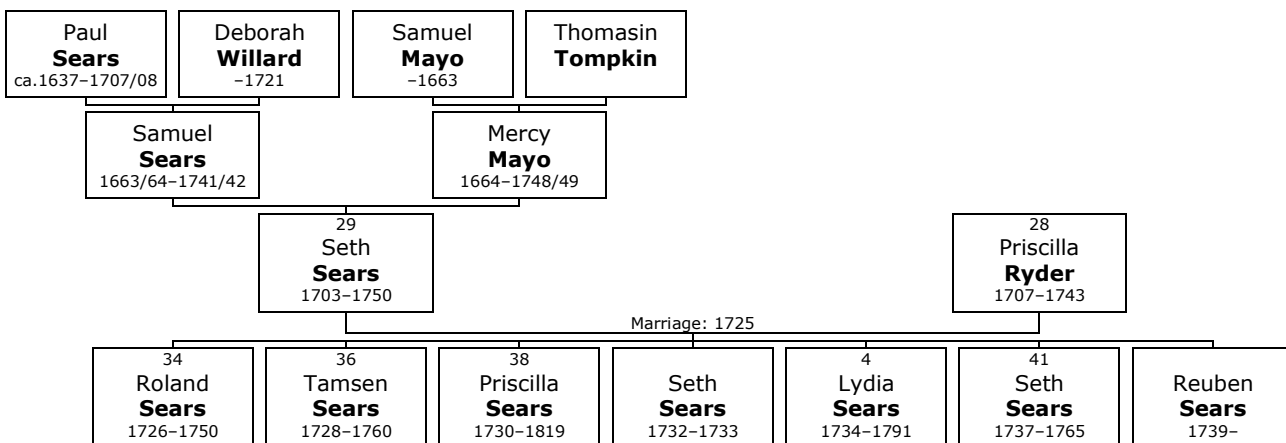 Paul
Sears
ca.1637–1707/08
Deborah
Willard
–1721
Samuel
Mayo
–1663
Thomasin
Tompkin
Samuel
Sears
1663/64–1741/42
Mercy
Mayo
1664–1748/49
29
Seth
Sears
1703–1750
28
Priscilla
Ryder
1707–1743
Marriage: 1725
34
Roland
Sears
1726–1750
36
Tamsen
Sears
1728–1760
38
Priscilla
Sears
1730–1819
Seth
Sears
1732–1733
4
Lydia
Sears
1734–1791
41
Seth
Sears
1737–1765
Reuben
Sears
1739–